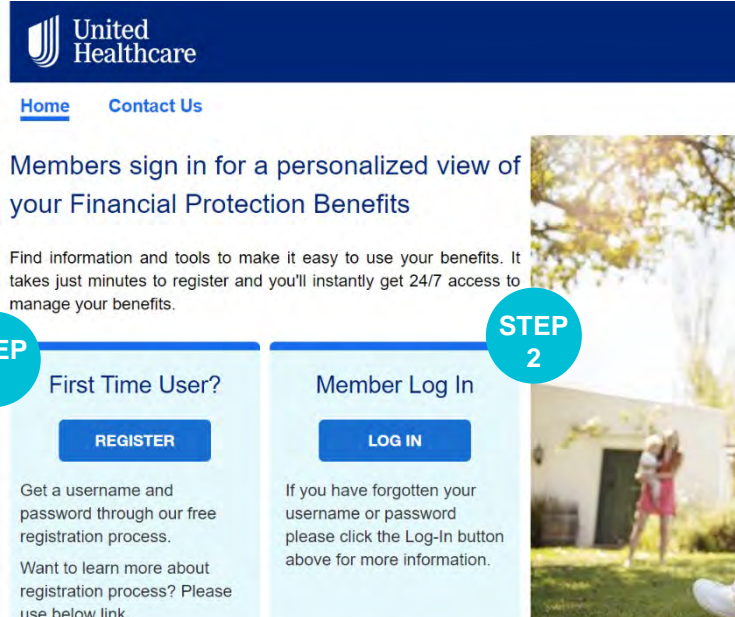 United
Healthcare
Home Contact Us
Members sign in for a personalized view of
your Financial Protection Benefits
Find information and tools to make it easy to use your benefits. It
takes just minutes to register and you'll instantly get 24/7 access to
manage your benefits.
STEP
2
First Time User?
REGISTER
Get a username and
password through our free
registration process.
Want to learn more about
registration process? Please
use below link
Member Log In
LOG IN
If you have forgotten your
username or password
please click the Log-In button
above for more information.